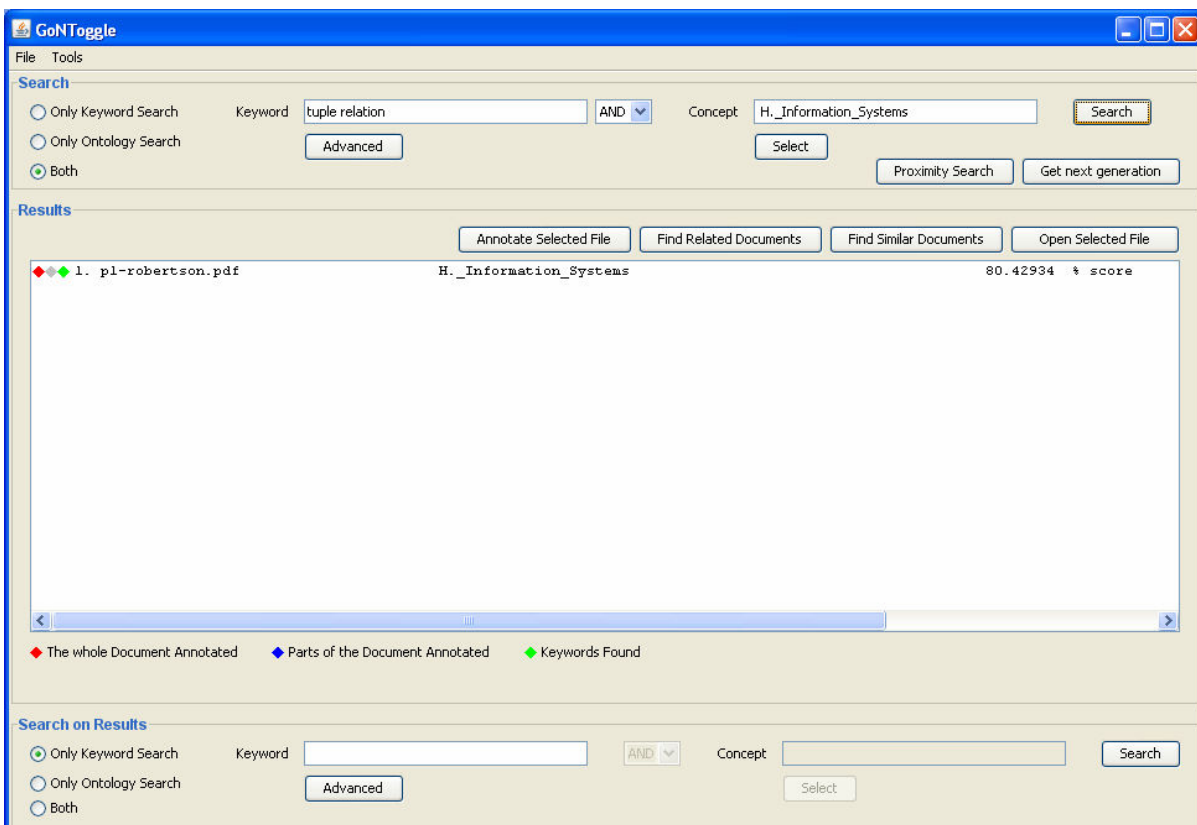 GoNToggle
File Tools
Search
Only Keyword Search Keyword tuple relation AND Concept H._Information_Systems Search
Only Ontology Search Advanced Select
Both Proximity Search Get next generation
Results
Annotate Selected File Find Related Documents Find Similar Documents Open Selected File
1. p1-robertson.pdf H._Information_Systems 80.42934 % score
The whole Document Annotated Parts of the Document Annotated Keywords Found
Search on Results
Only Keyword Search Keyword AND Concept Search
Only Ontology Search Advanced Select
Both